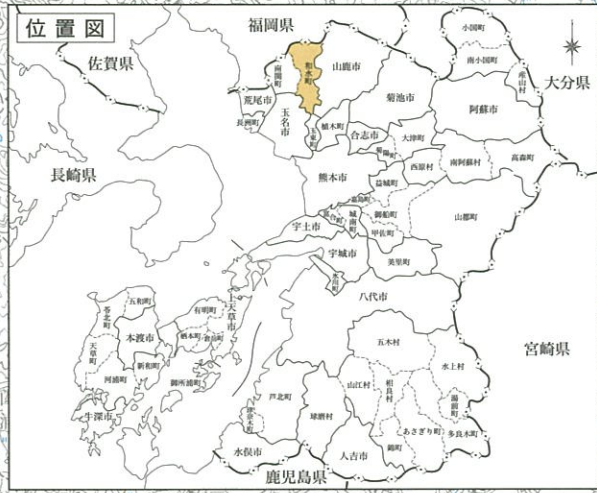 位置図
福岡県
佐賀県
大分県
長崎県
宮崎県
鹿児島県
小国町
南小国町
産山村
和水町
山鹿市
南関町
菊池市
阿蘇市
荒尾市
玉名市
長洲町
玉東町
植木町
合志市
大津町
菊陽町
西原村
南阿蘇村
高森町
熊本市
益城町
嘉島町
御船町
山都町
富合町
城南町
甲佐町
宇土市
宇城市
美里町
氷川町
八代市
上天草市
五和町
苓北町
有明町
本渡市
栖本町
倉岳町
天草町
新和町
河浦町
御所浦町
牛深市
五木村
水上村
芦北町
山江村
相良村
湯前町
津奈木町
球磨村
あさぎり町
多良木町
錦町
水俣市
人吉市